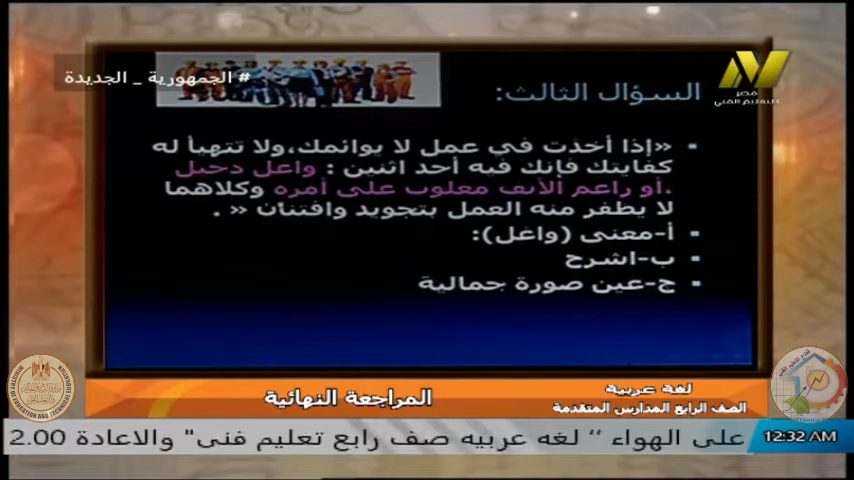 # الجمهورية _ الجديدة
مصر
التعليم الفني
السؤال الثالث:
▪ «إذا أخذت في عمل لا يوائمك،ولا تتهيأ له
كفايتك فإنك فيه أحد اثنين : واغل دخيل
،أو راغم الأنف مغلوب على أمره وكلاهما
لا يظفر منه العمل بتجويد وافتنان « .
▪ أ-معنى (واغل):
▪ ب-اشرح
▪ ج-عين صورة جمالية
لغة عربية
الصف الرابع المدارس المتقدمة
المراجعة النهائية
على الهواء ‘‘ لغه عربيه صف رابع تعليم فنى" والاعادة 2.00
12:32 AM